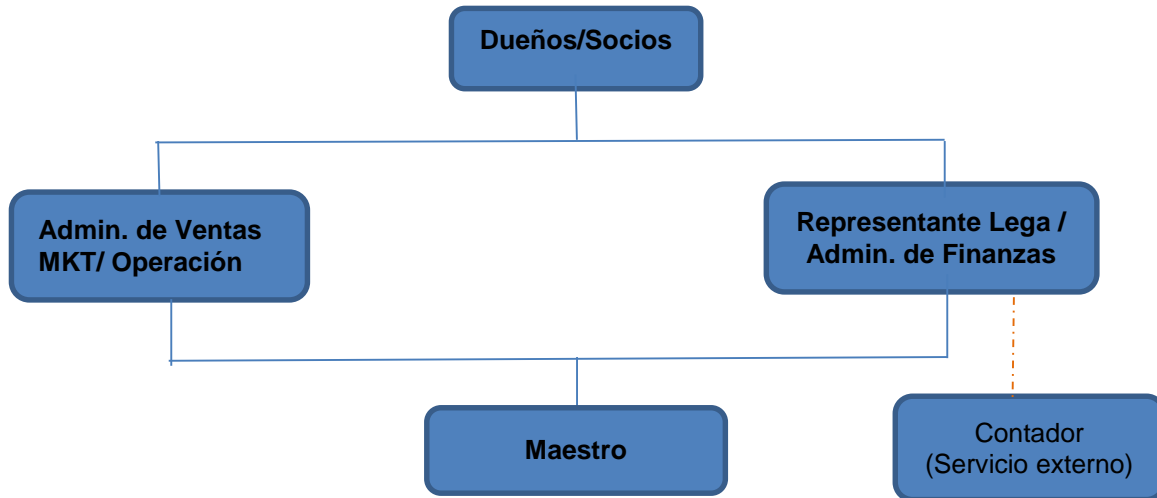 Dueños/Socios
Admin. de Ventas
MKT/ Operación
Representante Lega /
Admin. de Finanzas
Maestro
Contador
(Servicio externo)